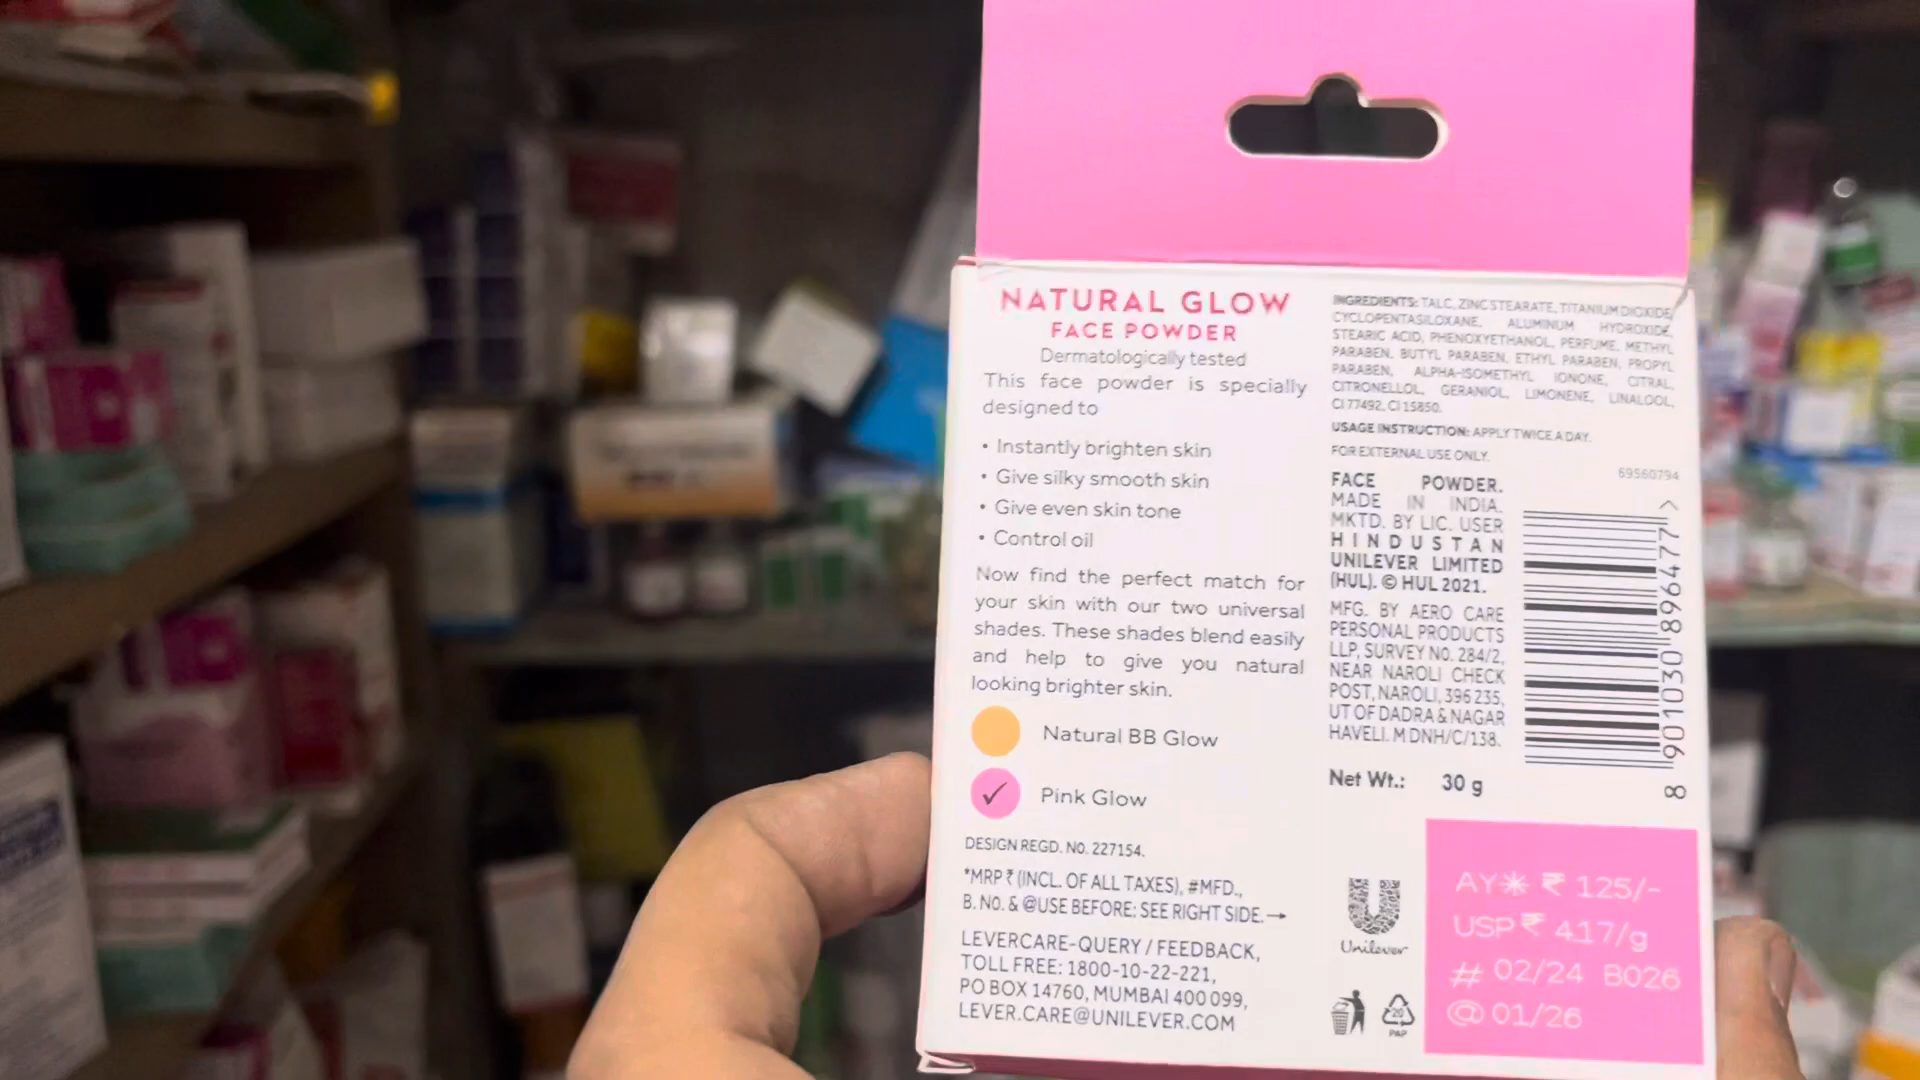 NATURAL GLOW
FACE POWDER
Dermatologically tested
This face powder is specially
designed to
• Instantly brighten skin
• Give silky smooth skin
• Give even skin tone
• Control oil
Now find the perfect match for
your skin with our two universal
shades. These shades blend easily
and help to give you natural
looking brighter skin.
Natural BB Glow
✓ Pink Glow
DESIGN REGD. NO. 227154.
*MRP ₹ (INCL. OF ALL TAXES), #MFD.,
B. NO. & @USE BEFORE: SEE RIGHT SIDE. →
LEVERCARE-QUERY / FEEDBACK,
TOLL FREE: 1800-10-22-221,
PO BOX 14760, MUMBAI 400 099,
LEVER.CARE@UNILEVER.COM
INGREDIENTS: TALC, ZINC STEARATE, TITANIUM DIOXIDE,
CYCLOPENTASILOXANE, ALUMINUM HYDROXIDE,
STEARIC ACID, PHENOXYETHANOL, PERFUME, METHYL
PARABEN, BUTYL PARABEN, ETHYL PARABEN, PROPYL
PARABEN, ALPHA-ISOMETHYL IONONE, CITRAL,
CITRONELLOL, GERANIOL, LIMONENE, LINALOOL,
CI 77492, CI 15850.
USAGE INSTRUCTION: APPLY TWICE A DAY.
FOR EXTERNAL USE ONLY.
69560794
FACE POWDER.
MADE IN INDIA.
MKTD. BY LIC. USER
HINDUSTAN
UNILEVER LIMITED
(HUL). © HUL 2021.
MFG. BY AERO CARE
PERSONAL PRODUCTS
LLP, SURVEY NO. 284/2,
NEAR NAROLI CHECK
POST, NAROLI, 396 235,
UT OF DADRA & NAGAR
HAVELI. M DNH/C/138.
8 901030 896477 >
Net Wt.: 30 g
Unilever
20
PAP
AY* ₹ 125/-
USP ₹ 4.17/g
# 02/24 B026
@ 01/26